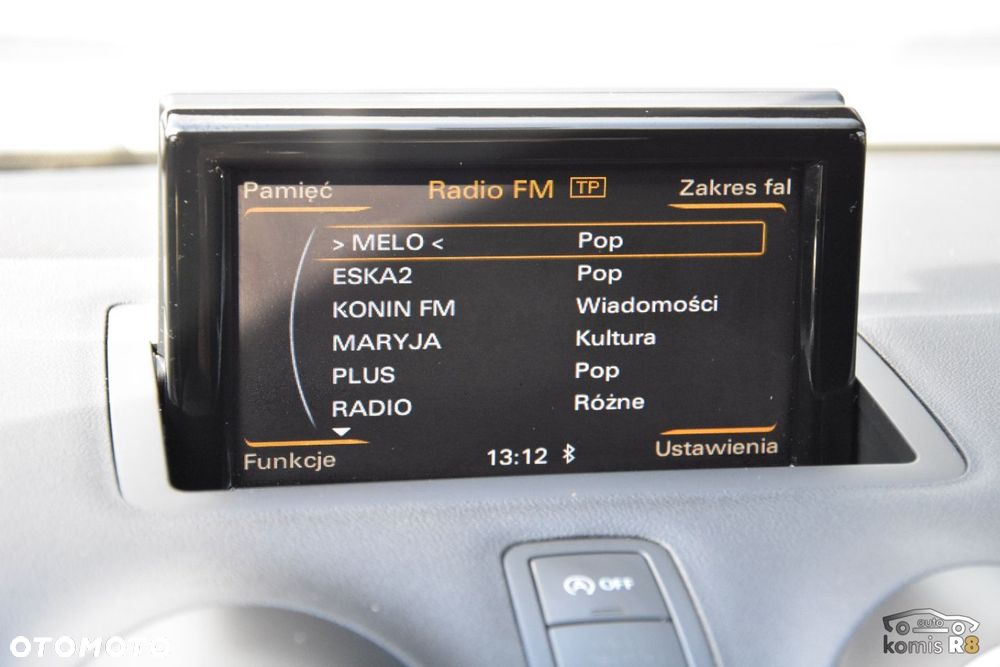 Pamięć Radio FM TP Zakres fal
> MELO < Pop
ESKA2 Pop
KONIN FM Wiadomości
MARYJA Kultura
PLUS Pop
RADIO Różne
Funkcje 13:12 Ustawienia
A OFF
OTOMOTO
auto
komis R8